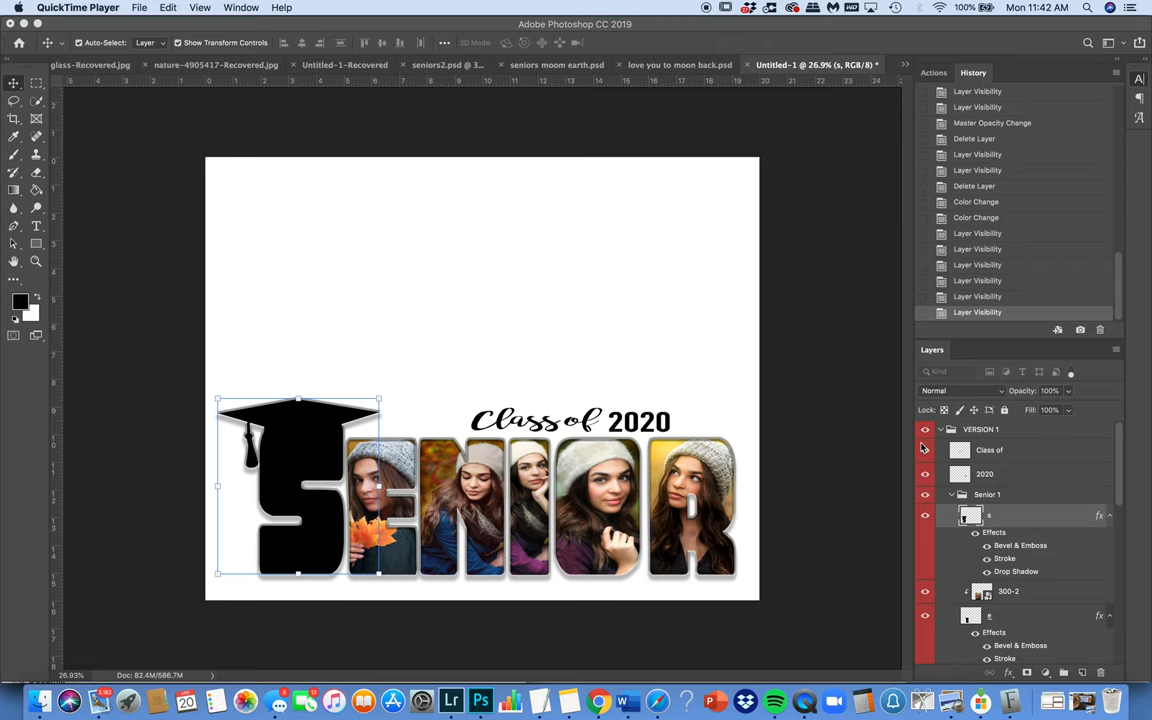 QuickTime Player File Edit View Window Help
100% Mon 11:42 AM
Adobe Photoshop CC 2019
Auto-Select: Layer Show Transform Controls 3D Mode:
glass-Recovered.jpg nature-4905417-Recovered.jpg Untitled-1-Recovered seniors2.psd @ 3... seniors moom earth.psd love you to moon back.psd Untitled-1 @ 26.9% (s, RGB/8) *
Actions History
Layer Visibility
Layer Visibility
Master Opacity Change
Delete Layer
Layer Visibility
Layer Visibility
Delete Layer
Color Change
Color Change
Layer Visibility
Layer Visibility
Layer Visibility
Layer Visibility
Layer Visibility
Layer Visibility
Layers
Kind
Normal Opacity: 100%
Lock: Fill: 100%
VERSION 1
Class of
2020
Senior 1
s fx
Effects
Bevel & Emboss
Stroke
Drop Shadow
300-2
e fx
Effects
Bevel & Emboss
Stroke
Class of 2020
SENIOR
26.93% Doc: 82.4M/586.7M